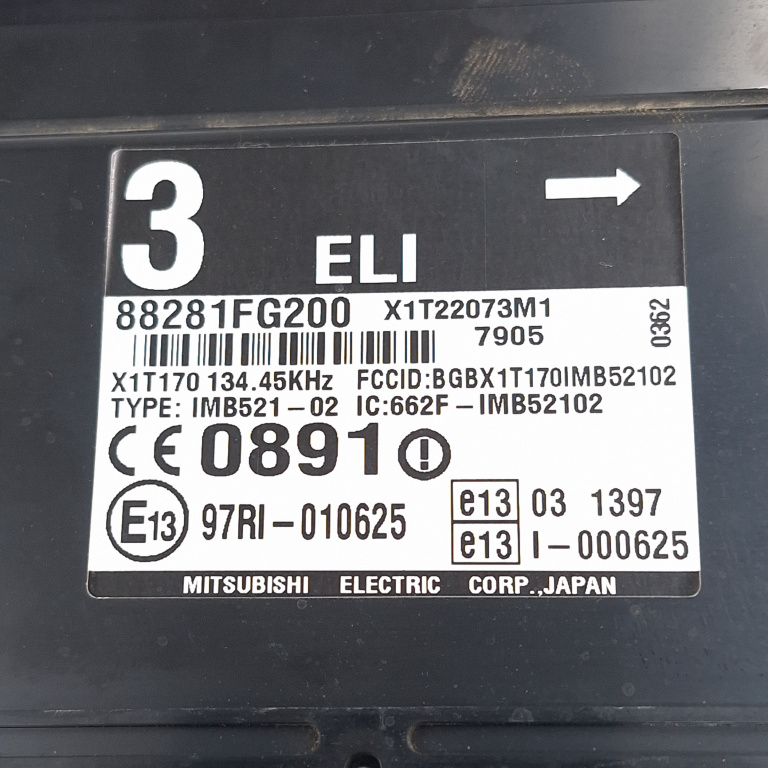 3
ELI
88281FG200 X1T22073M1
7905
0362
X1T170 134.45KHz FCCID:BGBX1T170IMB52102
TYPE: IMB521-02 IC:662F-IMB52102
CE 0891
E13 97RI-010625
e13 03 1397
e13 I-000625
MITSUBISHI ELECTRIC CORP.,JAPAN